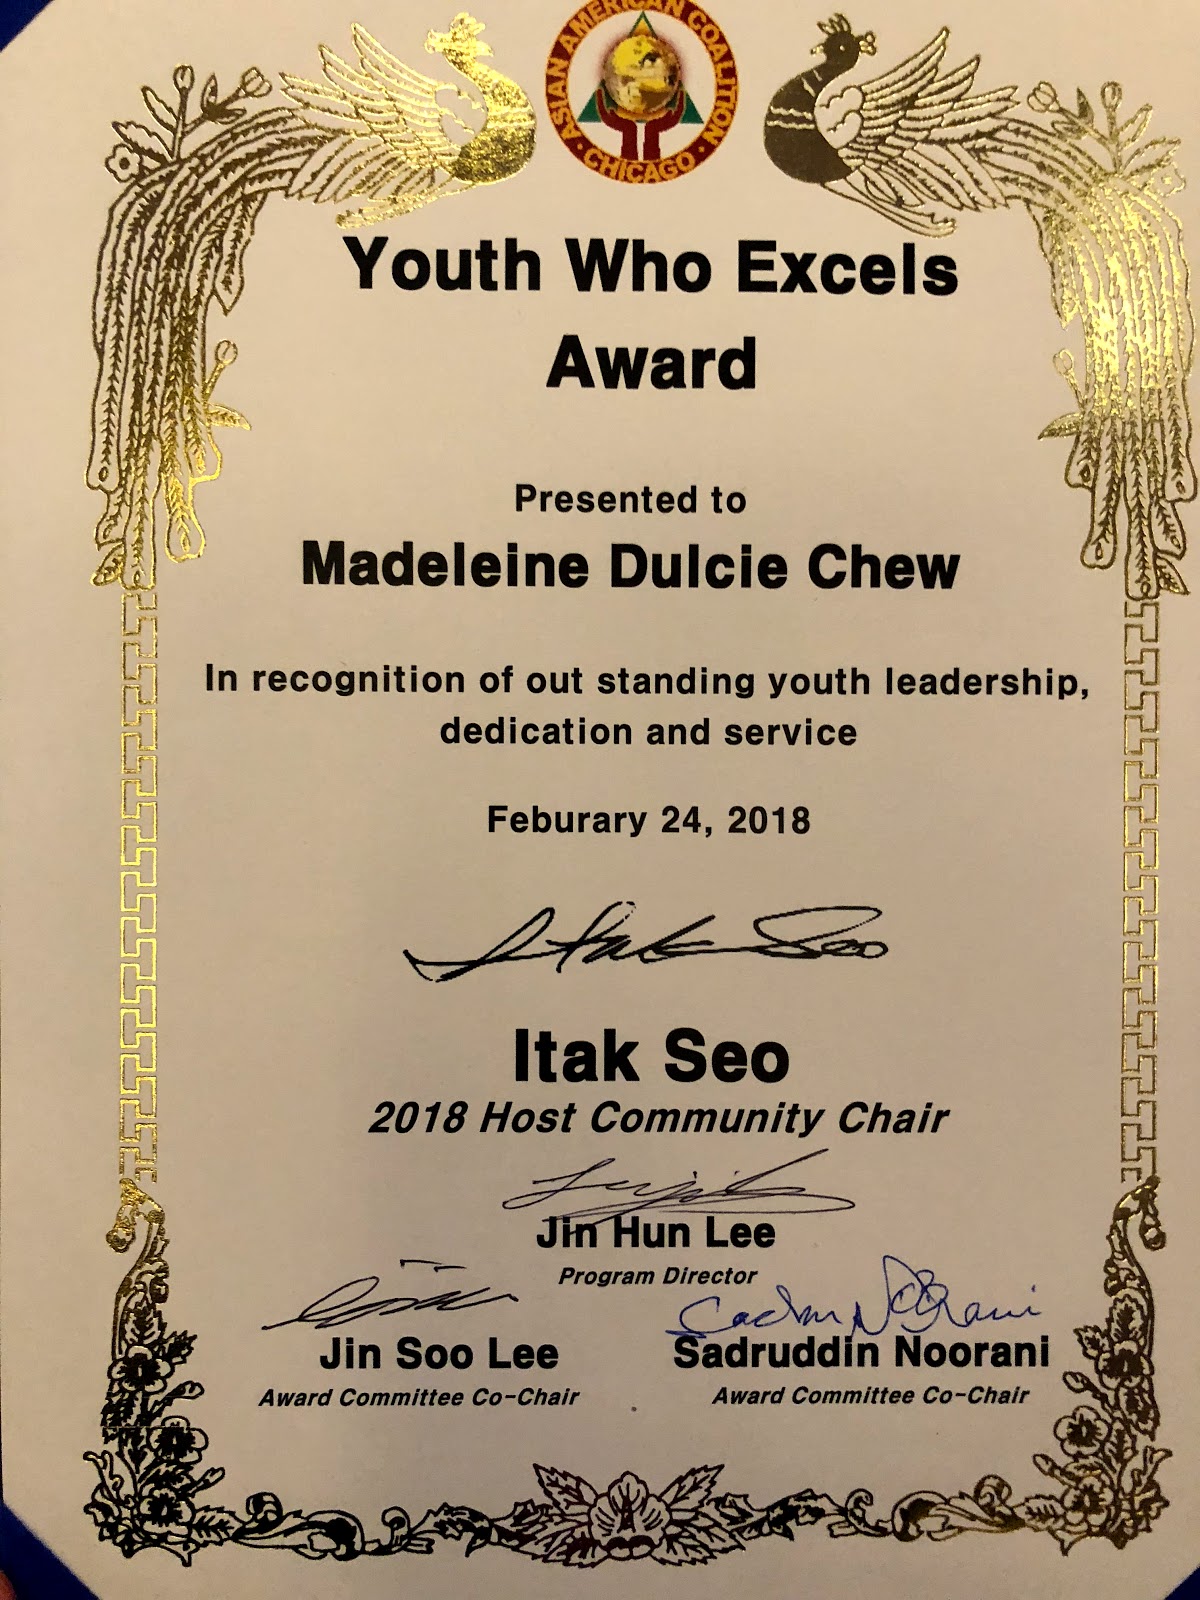 ASIAN AMERICAN COALITION
· CHICAGO ·
Youth Who Excels
Award
Presented to
Madeleine Dulcie Chew
In recognition of out standing youth leadership,
dedication and service
Feburary 24, 2018
Itak Seo
Itak Seo
2018 Host Community Chair
Jin Hun Lee
Program Director
Jin Soo Lee
Award Committee Co-Chair
Sadruddin Noorani
Award Committee Co-Chair